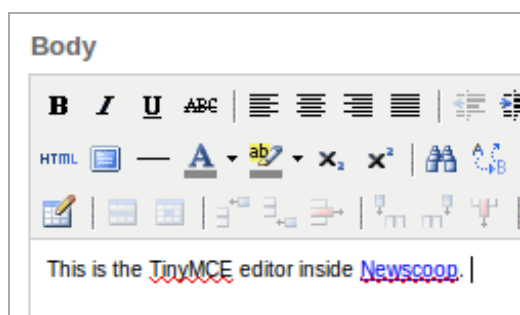 Body
B I U ABC
HTML A ab x₂ x² A B
This is the TinyMCE editor inside Newscoop.